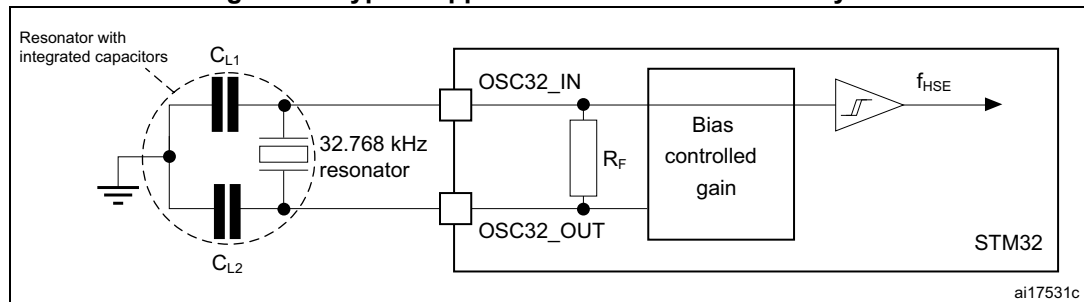 Resonator with
integrated capacitors
CL1
OSC32_IN
fHSE
32.768 kHz
resonator
RF
Bias
controlled
gain
OSC32_OUT
STM32
CL2
ai17531c